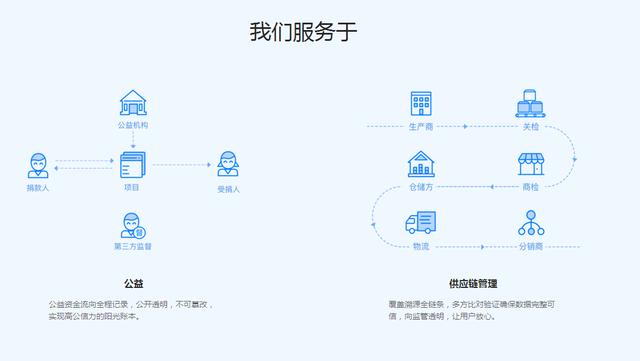 我们服务于
公益机构
捐款人
项目
受捐人
第三方监督
公益
公益资金流向全程记录，公开透明，不可篡改，
实现高公信力的阳光账本。
生产商
关检
仓储方
商检
物流
分销商
供应链管理
覆盖溯源全链条，多方比对验证确保数据完整可
信，向监管透明，让用户放心。